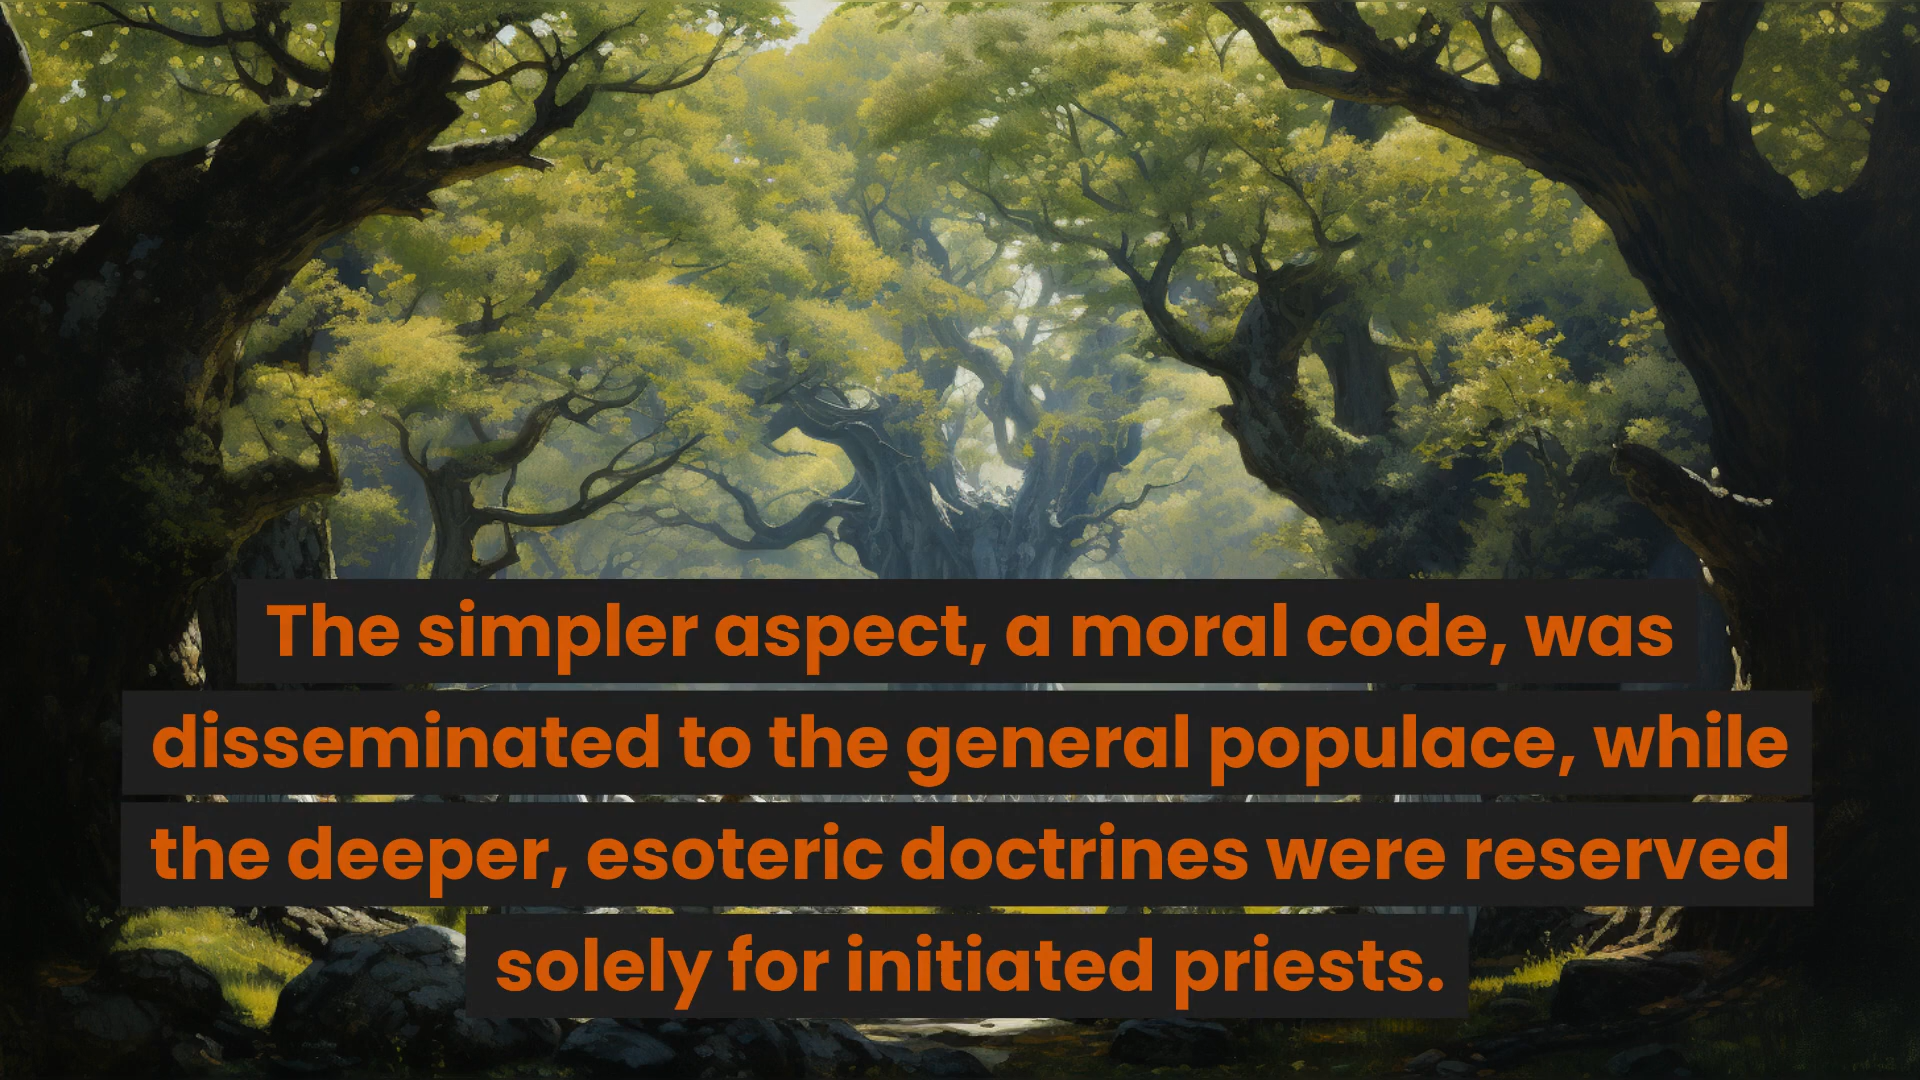 The simpler aspect, a moral code, was
disseminated to the general populace, while
the deeper, esoteric doctrines were reserved
solely for initiated priests.